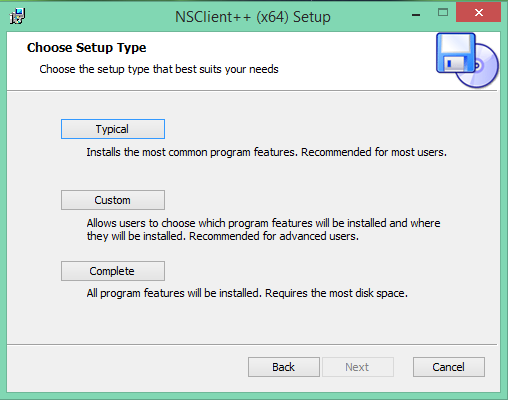 NSClient++ (x64) Setup
Choose Setup Type
Choose the setup type that best suits your needs
Typical
Installs the most common program features. Recommended for most users.
Custom
Allows users to choose which program features will be installed and where
they will be installed. Recommended for advanced users.
Complete
All program features will be installed. Requires the most disk space.
Back
Next
Cancel